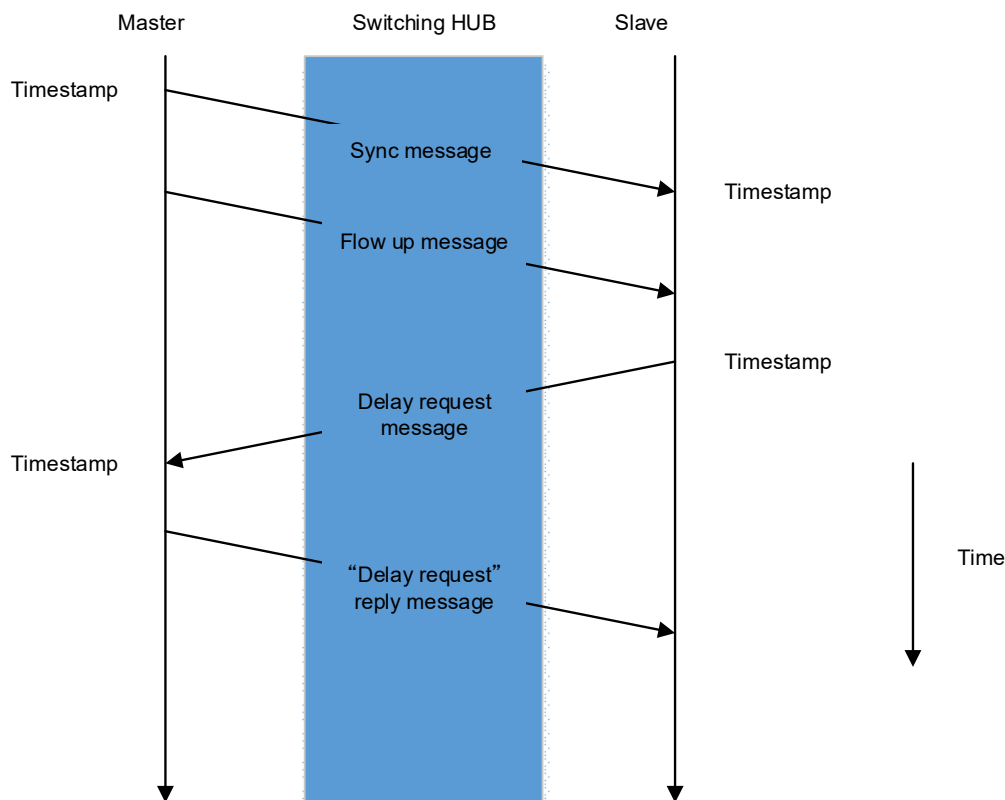 Master
Switching HUB
Slave
Timestamp
Sync message
Timestamp
Flow up message
Timestamp
Delay request
message
Timestamp
Time
“Delay request”
reply message